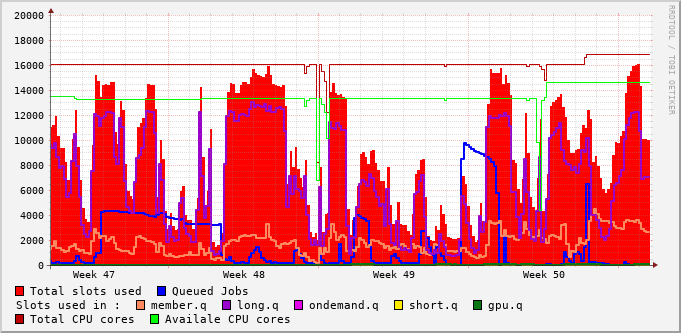 20000
18000
16000
14000
12000
10000
8000
6000
4000
2000
0
Week 47 Week 48 Week 49 Week 50
Total slots used Queued Jobs
Slots used in : member.q long.q ondemand.q short.q gpu.q
Total CPU cores Availale CPU cores
RRDTOOL / TOBI OETIKER